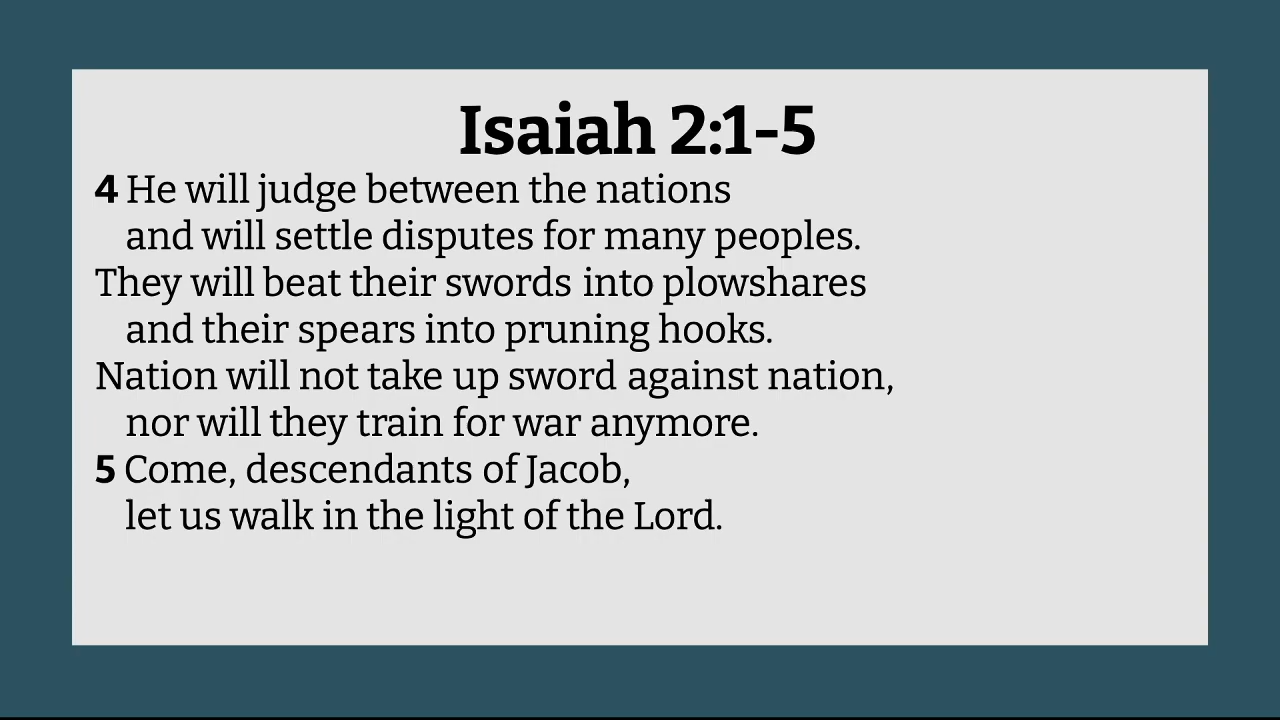 Isaiah 2:1-5
4 He will judge between the nations
and will settle disputes for many peoples.
They will beat their swords into plowshares
and their spears into pruning hooks.
Nation will not take up sword against nation,
nor will they train for war anymore.
5 Come, descendants of Jacob,
let us walk in the light of the Lord.